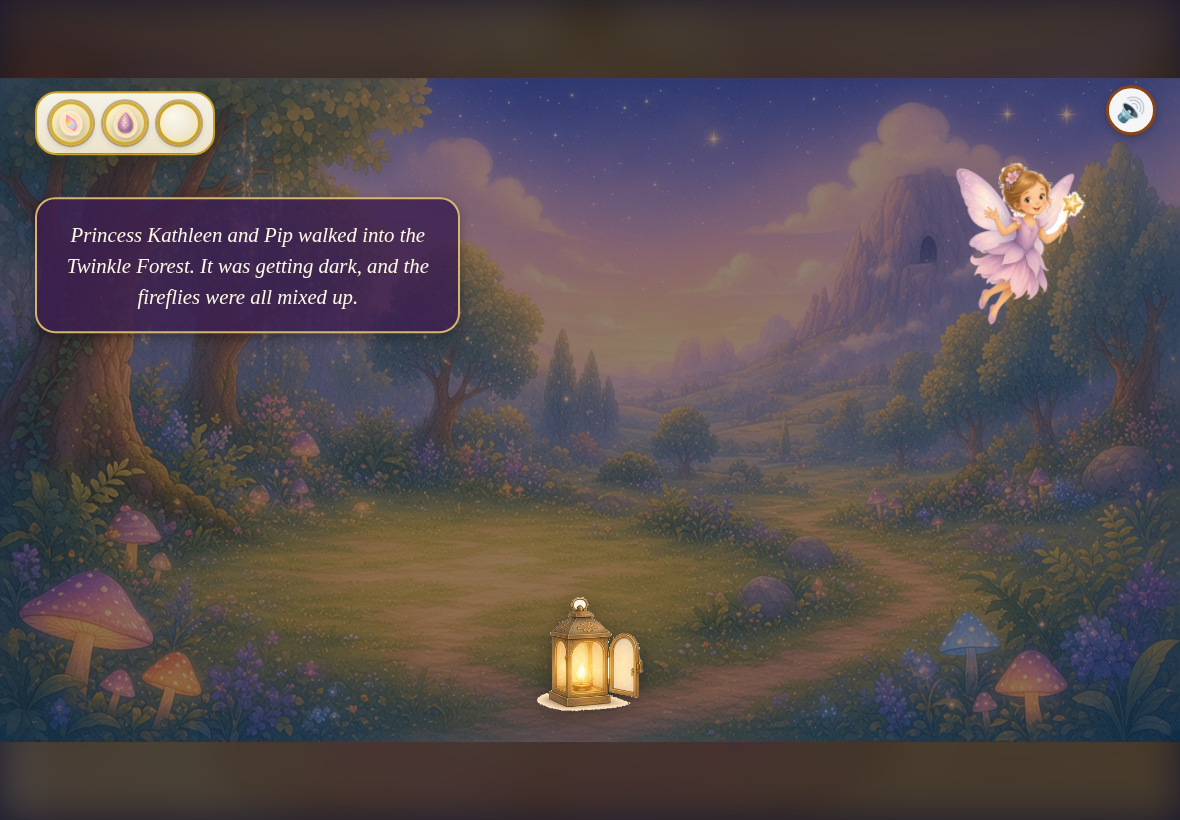 Princess Kathleen and Pip walked into the
Twinkle Forest. It was getting dark, and the
fireflies were all mixed up.